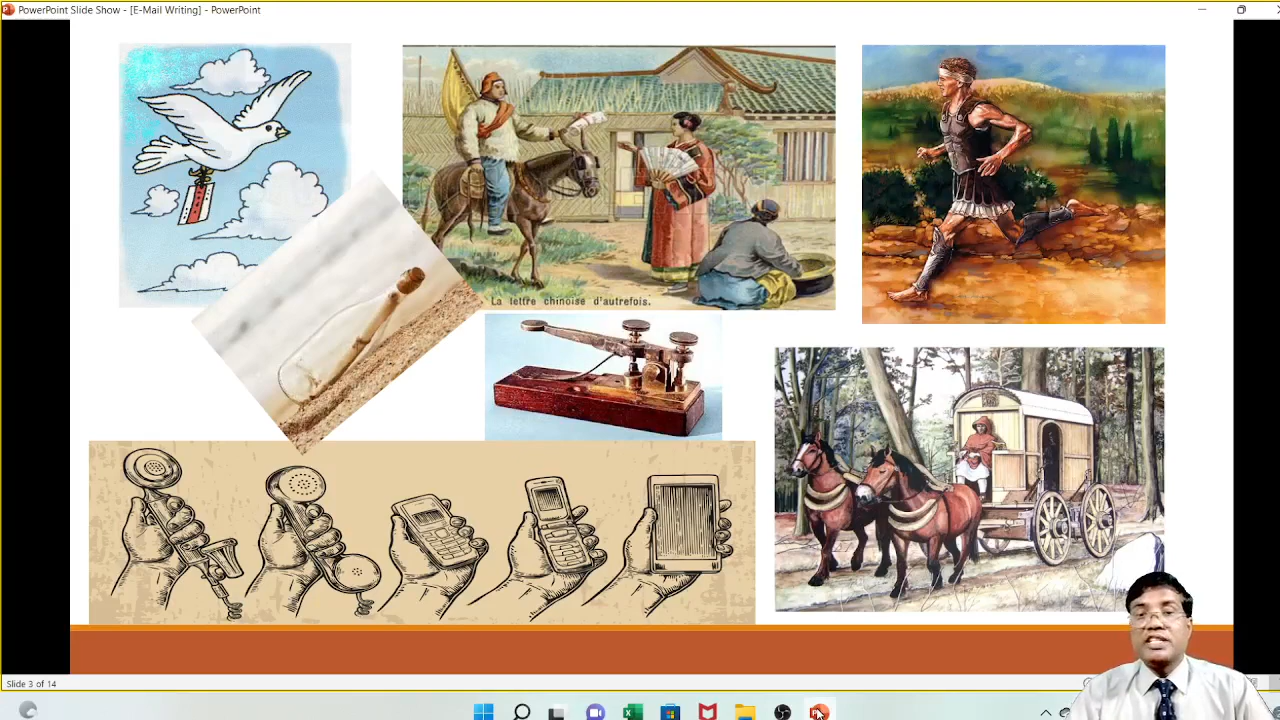 PowerPoint Slide Show - [E-Mail Writing] - PowerPoint
La lettre chinoise d'autrefois.
Slide 3 of 14